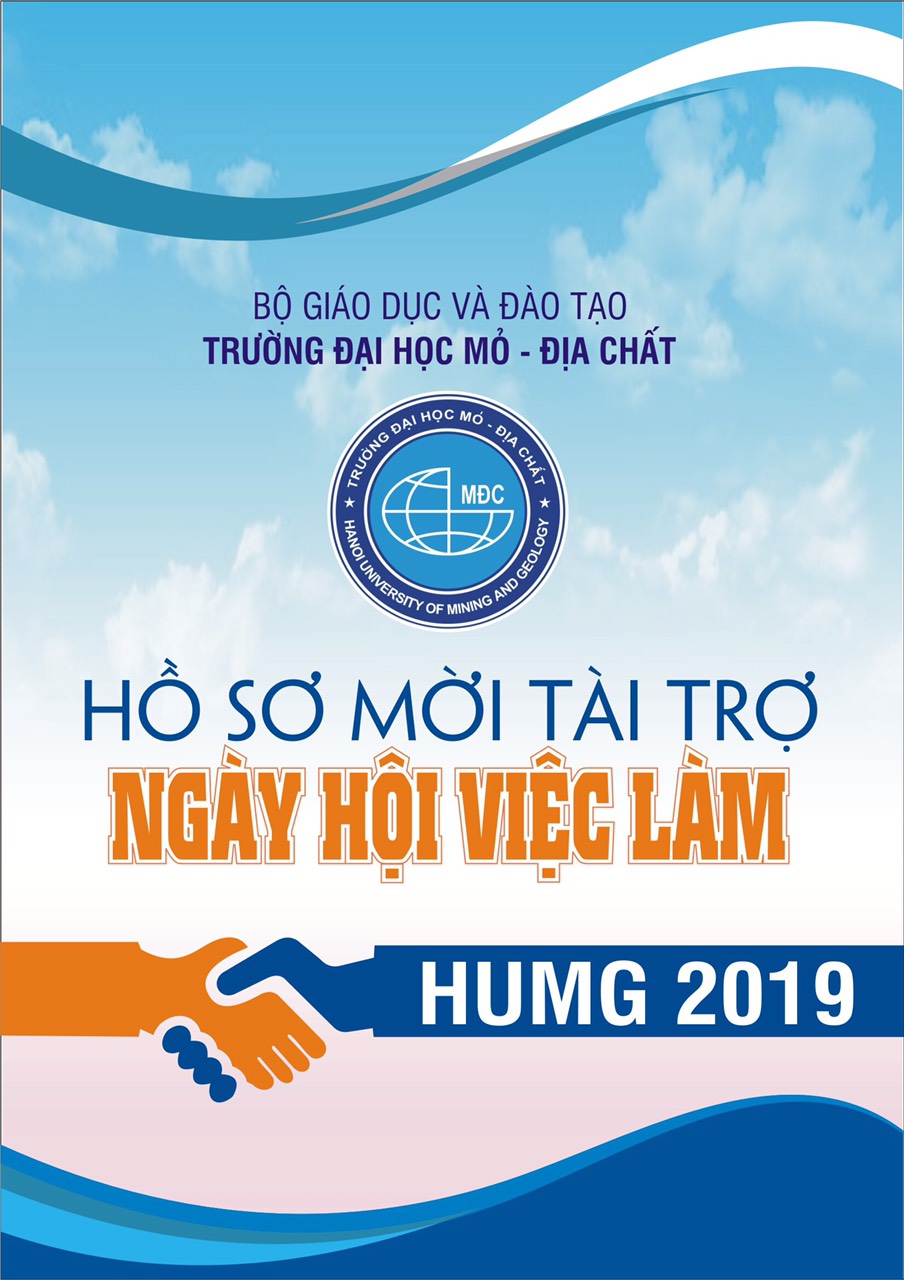 BỘ GIÁO DỤC VÀ ĐÀO TẠO
TRƯỜNG ĐẠI HỌC MỎ - ĐỊA CHẤT
★ TRƯỜNG ĐẠI HỌC MỎ - ĐỊA CHẤT ★
MĐC
HANOI UNIVERSITY OF MINING AND GEOLOGY
HỒ SƠ MỜI TÀI TRỢ
NGÀY HỘI VIỆC LÀM
HUMG 2019